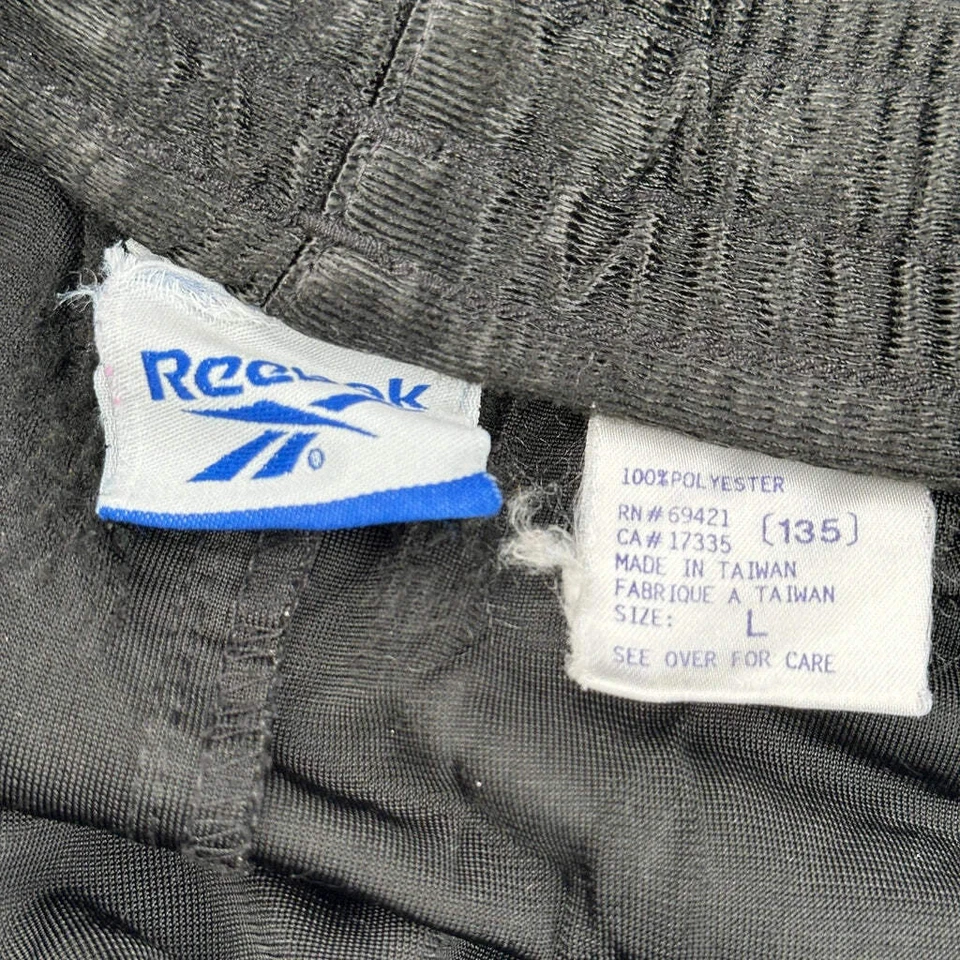 Reebok
®
100%POLYESTER
RN#69421 [135]
CA#17335
MADE IN TAIWAN
FABRIQUE A TAIWAN
SIZE: L
SEE OVER FOR CARE